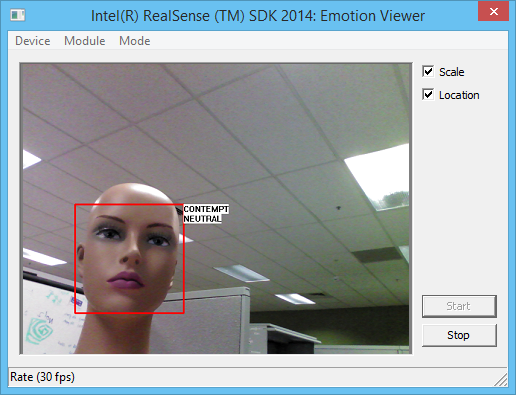 Intel(R) RealSense (TM) SDK 2014: Emotion Viewer
Device Module Mode
Scale
Location
CONTEMPT
NEUTRAL
Start
Stop
Rate (30 fps)